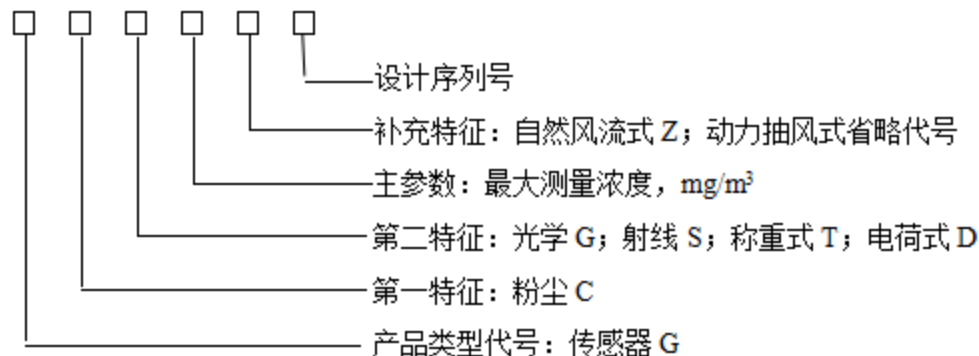 设计序列号
补充特征：自然风流式 Z；动力抽风式省略代号
主参数：最大测量浓度，mg/m³
第二特征：光学 G；射线 S；称重式 T；电荷式 D
第一特征：粉尘 C
产品类型代号：传感器 G